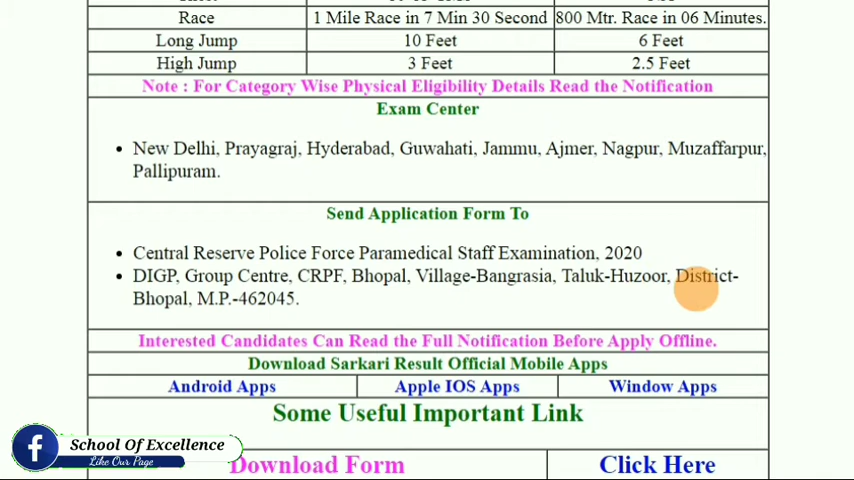 Race 1 Mile Race in 7 Min 30 Second 800 Mtr. Race in 06 Minutes.
Long Jump 10 Feet 6 Feet
High Jump 3 Feet 2.5 Feet
Note : For Category Wise Physical Eligibility Details Read the Notification
Exam Center
• New Delhi, Prayagraj, Hyderabad, Guwahati, Jammu, Ajmer, Nagpur, Muzaffarpur,
Pallipuram.
Send Application Form To
• Central Reserve Police Force Paramedical Staff Examination, 2020
• DIGP, Group Centre, CRPF, Bhopal, Village-Bangrasia, Taluk-Huzoor, District-
Bhopal, M.P.-462045.
Interested Candidates Can Read the Full Notification Before Apply Offline.
Download Sarkari Result Official Mobile Apps
Android Apps Apple IOS Apps Window Apps
Some Useful Important Link
School Of Excellence
Like Our Page
Download Form Click Here